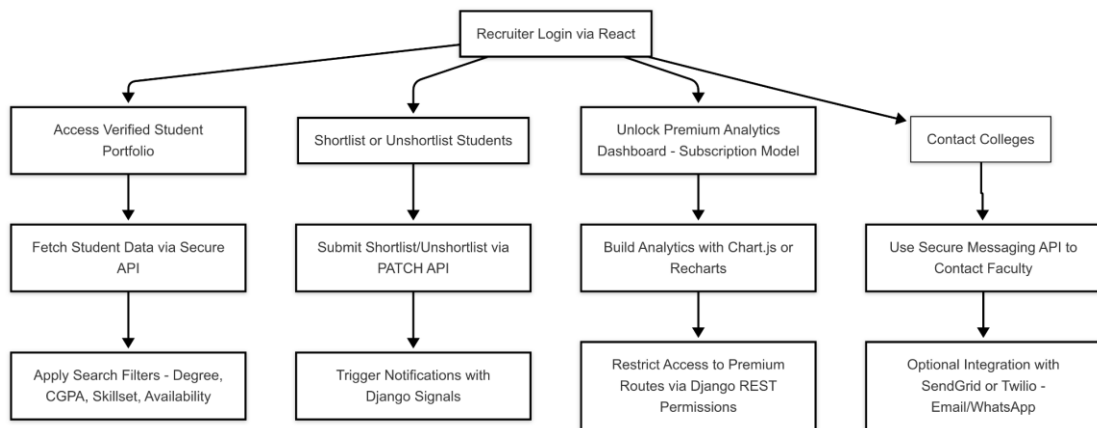 Recruiter Login via React
Access Verified Student
Portfolio
Shortlist or Unshortlist Students
Unlock Premium Analytics
Dashboard - Subscription Model
Contact Colleges
Fetch Student Data via Secure
API
Submit Shortlist/Unshortlist via
PATCH API
Build Analytics with Chart.js or
Recharts
Use Secure Messaging API to
Contact Faculty
Apply Search Filters - Degree,
CGPA, Skillset, Availability
Trigger Notifications with
Django Signals
Restrict Access to Premium
Routes via Django REST
Permissions
Optional Integration with
SendGrid or Twilio -
Email/WhatsApp